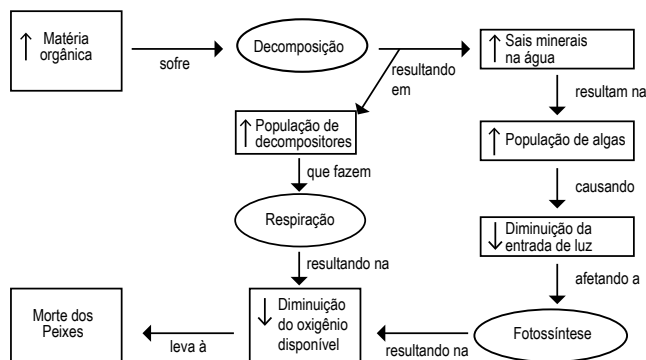 ↑ Matéria
orgânica
sofre
Decomposição
resultando
em
↑ Sais minerais
na água
resultam na
↑ População de algas
causando
↓ Diminuição da
entrada de luz
afetando a
Fotossíntese
resultando na
↑ População de
decompositores
que fazem
Respiração
resultando na
↓ Diminuição
do oxigênio
disponível
leva à
Morte dos
Peixes